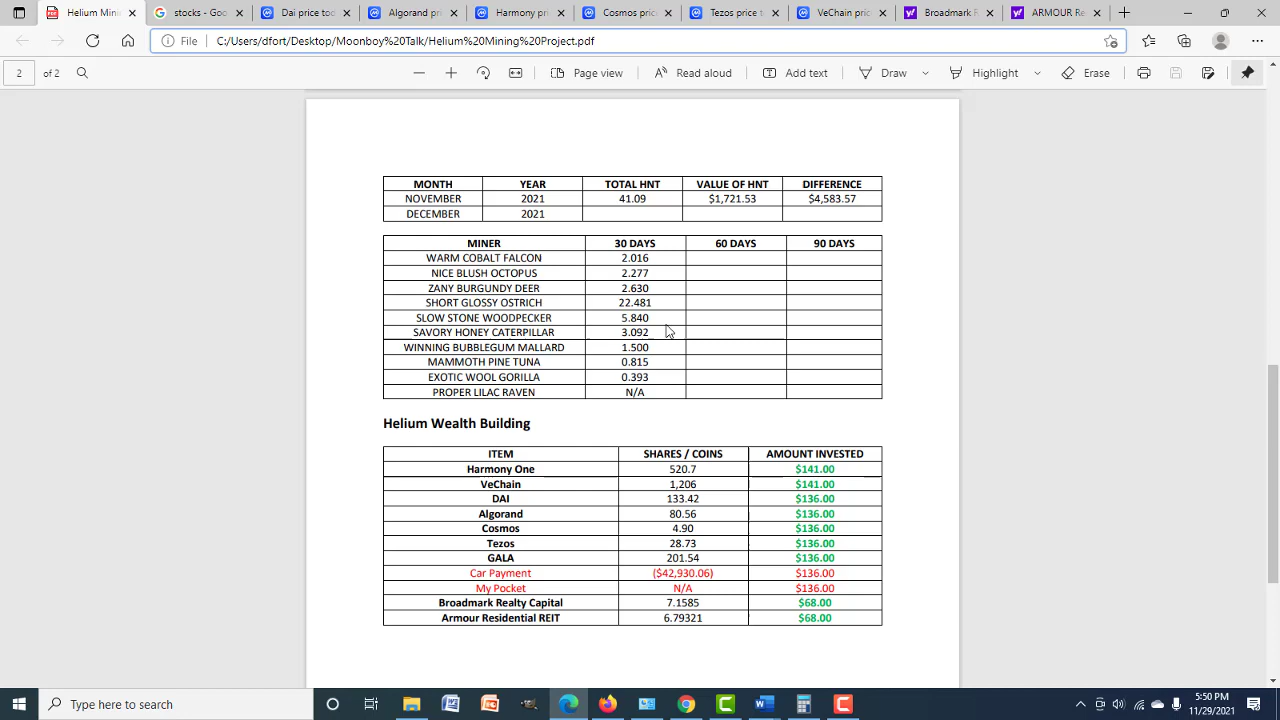 Helium Min
stocks - Goo
Dai price tod
Algorand pri
Harmony pri
Cosmos pric
Tezos price t
VeChain pric
Broadmark R
ARMOUR Re
File C:/Users/dfort/Desktop/Moonboy%20Talk/Helium%20Mining%20Project.pdf
2 of 2 Page view Read aloud Add text Draw Highlight Erase
MONTH YEAR TOTAL HNT VALUE OF HNT DIFFERENCE
NOVEMBER 2021 41.09 $1,721.53 $4,583.57
DECEMBER 2021
MINER 30 DAYS 60 DAYS 90 DAYS
WARM COBALT FALCON 2.016
NICE BLUSH OCTOPUS 2.277
ZANY BURGUNDY DEER 2.630
SHORT GLOSSY OSTRICH 22.481
SLOW STONE WOODPECKER 5.840
SAVORY HONEY CATERPILLAR 3.092
WINNING BUBBLEGUM MALLARD 1.500
MAMMOTH PINE TUNA 0.815
EXOTIC WOOL GORILLA 0.393
PROPER LILAC RAVEN N/A
Helium Wealth Building
ITEM SHARES / COINS AMOUNT INVESTED
Harmony One 520.7 $141.00
VeChain 1,206 $141.00
DAI 133.42 $136.00
Algorand 80.56 $136.00
Cosmos 4.90 $136.00
Tezos 28.73 $136.00
GALA 201.54 $136.00
Car Payment ($42,930.06) $136.00
My Pocket N/A $136.00
Broadmark Realty Capital 7.1585 $68.00
Armour Residential REIT 6.79321 $68.00
Type here to search
5:50 PM
11/29/2021